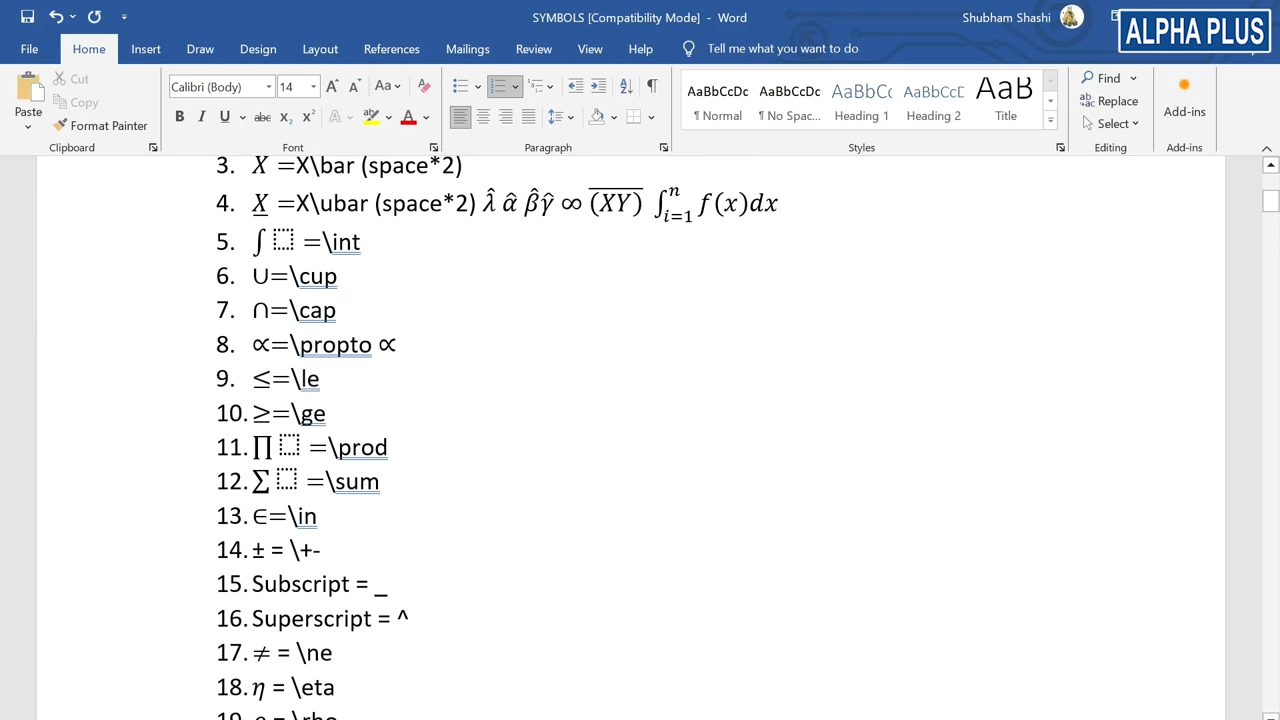 SYMBOLS [Compatibility Mode] - Word
Shubham Shashi
ALPHA PLUS
File Home Insert Draw Design Layout References Mailings Review View Help Tell me what you want to do
Paste
Cut
Copy
Format Painter
Clipboard
Calibri (Body) 14
Font
Paragraph
AaBbCcDc AaBbCcDc AaBbCc AaBbCcD AaB
¶ Normal ¶ No Spac... Heading Heading 2 Title
Styles
Find
Replace
Select
Editing
Add-ins
Add-ins
3. X̅ =X\bar (space*2)
4. X̲ =X\ubar (space*2) λ̂ α̂ β̂ γ̂ ∞ (XY)̅ ∫_{i=1}^{n} f(x)dx
5. ∫⬚ =\int
6. ∪=\cup
7. ∩=\cap
8. ∝=\propto ∝
9. ≤=\le
10. ≥=\ge
11. ∏⬚ =\prod
12. ∑⬚ =\sum
13. ∈=\in
14. ± = \+-
15. Subscript = _
16. Superscript = ^
17. ≠ = \ne
18. η = \eta